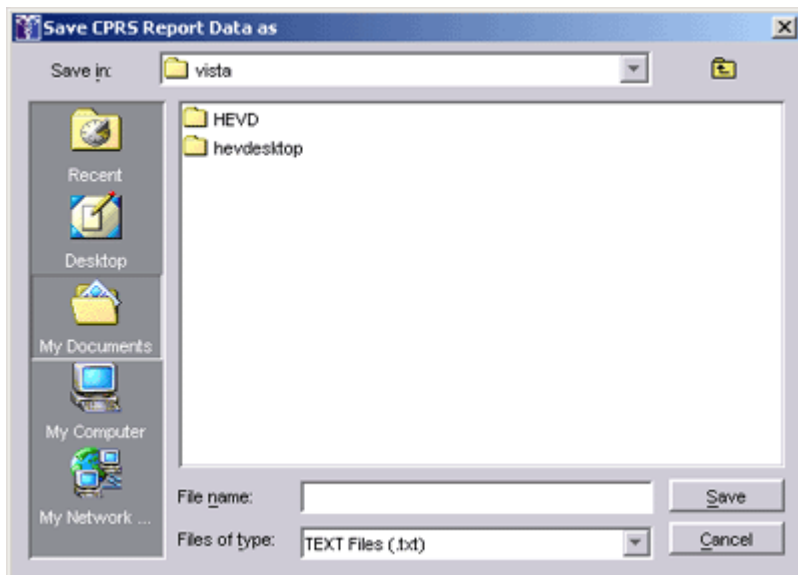 Save CPRS Report Data as
Save in:
vista
HEVD
hevdesktop
Recent
Desktop
My Documents
My Computer
My Network ...
File name:
Save
Files of type:
TEXT Files (.txt)
Cancel